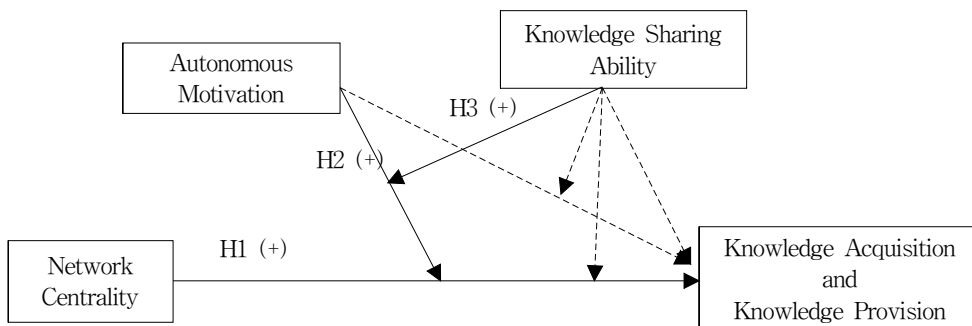 Knowledge Sharing
Ability
Autonomous
Motivation
H3 (+)
H2 (+)
H1 (+)
Network
Centrality
Knowledge Acquisition
and
Knowledge Provision